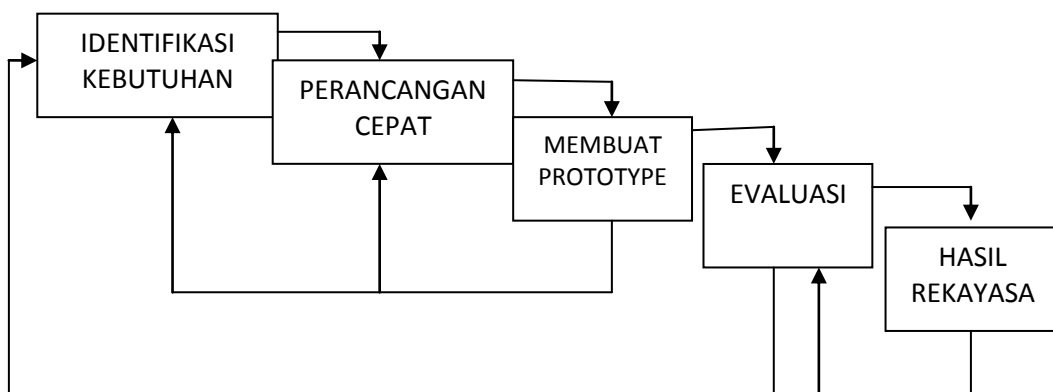 IDENTIFIKASI
KEBUTUHAN
PERANCANGAN
CEPAT
MEMBUAT
PROTOTYPE
EVALUASI
HASIL
REKAYASA